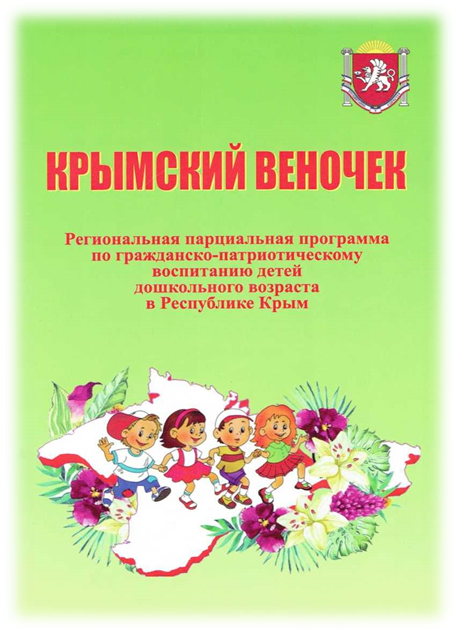 КРЫМСКИЙ ВЕНОЧЕК
Региональная парциальная программа
по гражданско-патриотическому
воспитанию детей
дошкольного возраста
в Республике Крым